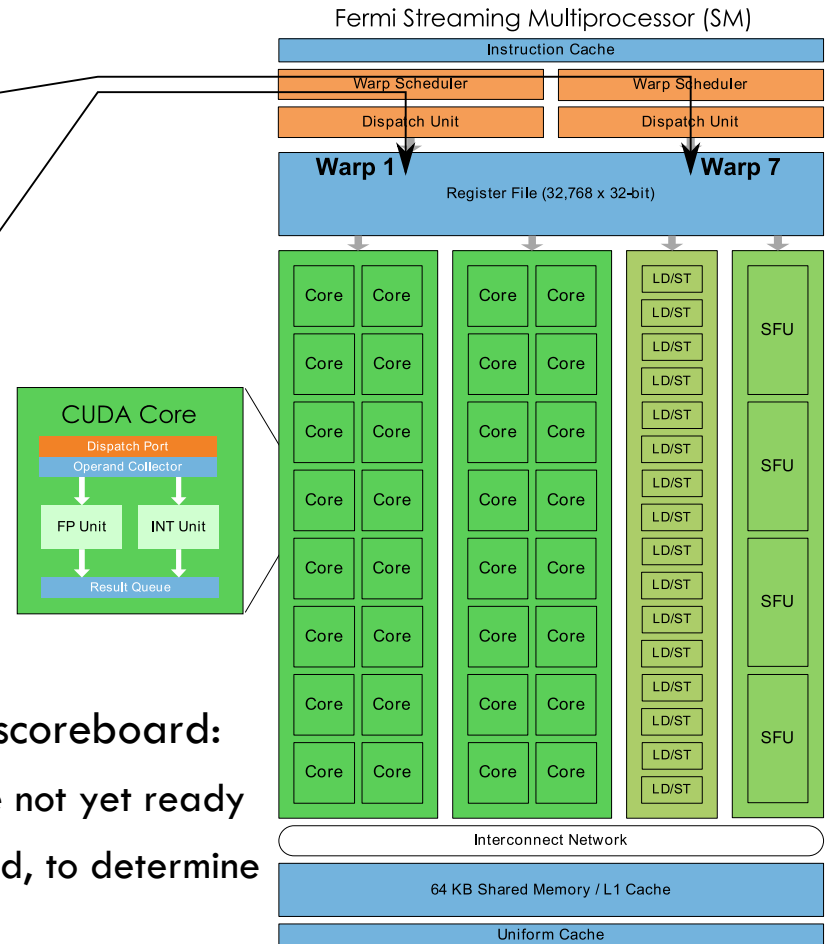 Fermi Streaming Multiprocessor (SM)
Instruction Cache
Warp Scheduler Warp Scheduler
Dispatch Unit Dispatch Unit
Warp 1 Warp 7
Register File (32,768 x 32-bit)
Core Core Core Core LD/ST SFU
LD/ST
Core Core Core Core LD/ST
LD/ST
Core Core Core Core LD/ST SFU
LD/ST
Core Core Core Core LD/ST
LD/ST
Core Core Core Core LD/ST SFU
LD/ST
Core Core Core Core LD/ST
LD/ST
Core Core Core Core LD/ST SFU
LD/ST
Core Core Core Core LD/ST
LD/ST
CUDA Core
Dispatch Port
Operand Collector
FP Unit INT Unit
Result Queue
scoreboard:
not yet ready
to determine
Interconnect Network
64 KB Shared Memory / L1 Cache
Uniform Cache